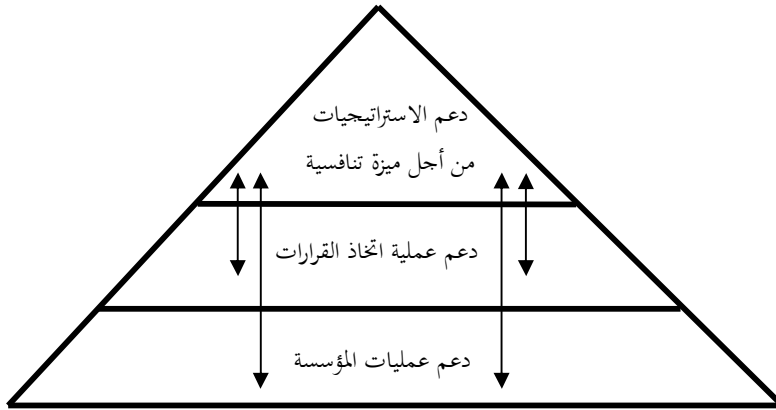 دعم الاستراتيجيات
من أجل ميزة تنافسية
دعم عملية اتخاذ القرارات
دعم عمليات المؤسسة